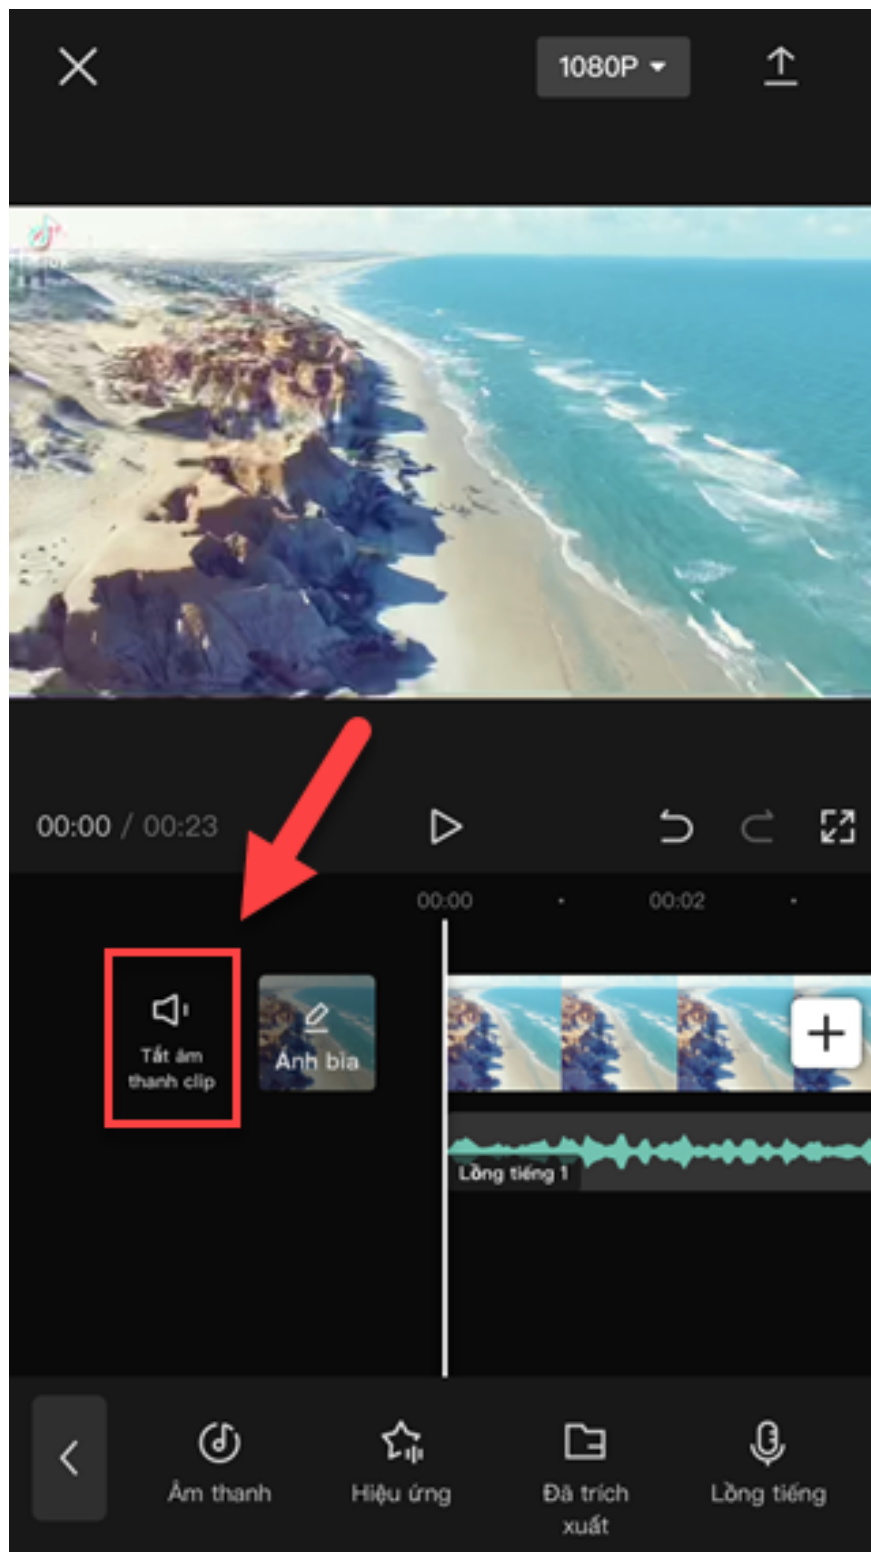 1080P
00:00 / 00:23
00:00
00:02
Tắt âm
thanh clip
Ảnh bìa
Lồng tiếng 1
Âm thanh
Hiệu ứng
Đã trích
xuất
Lồng tiếng